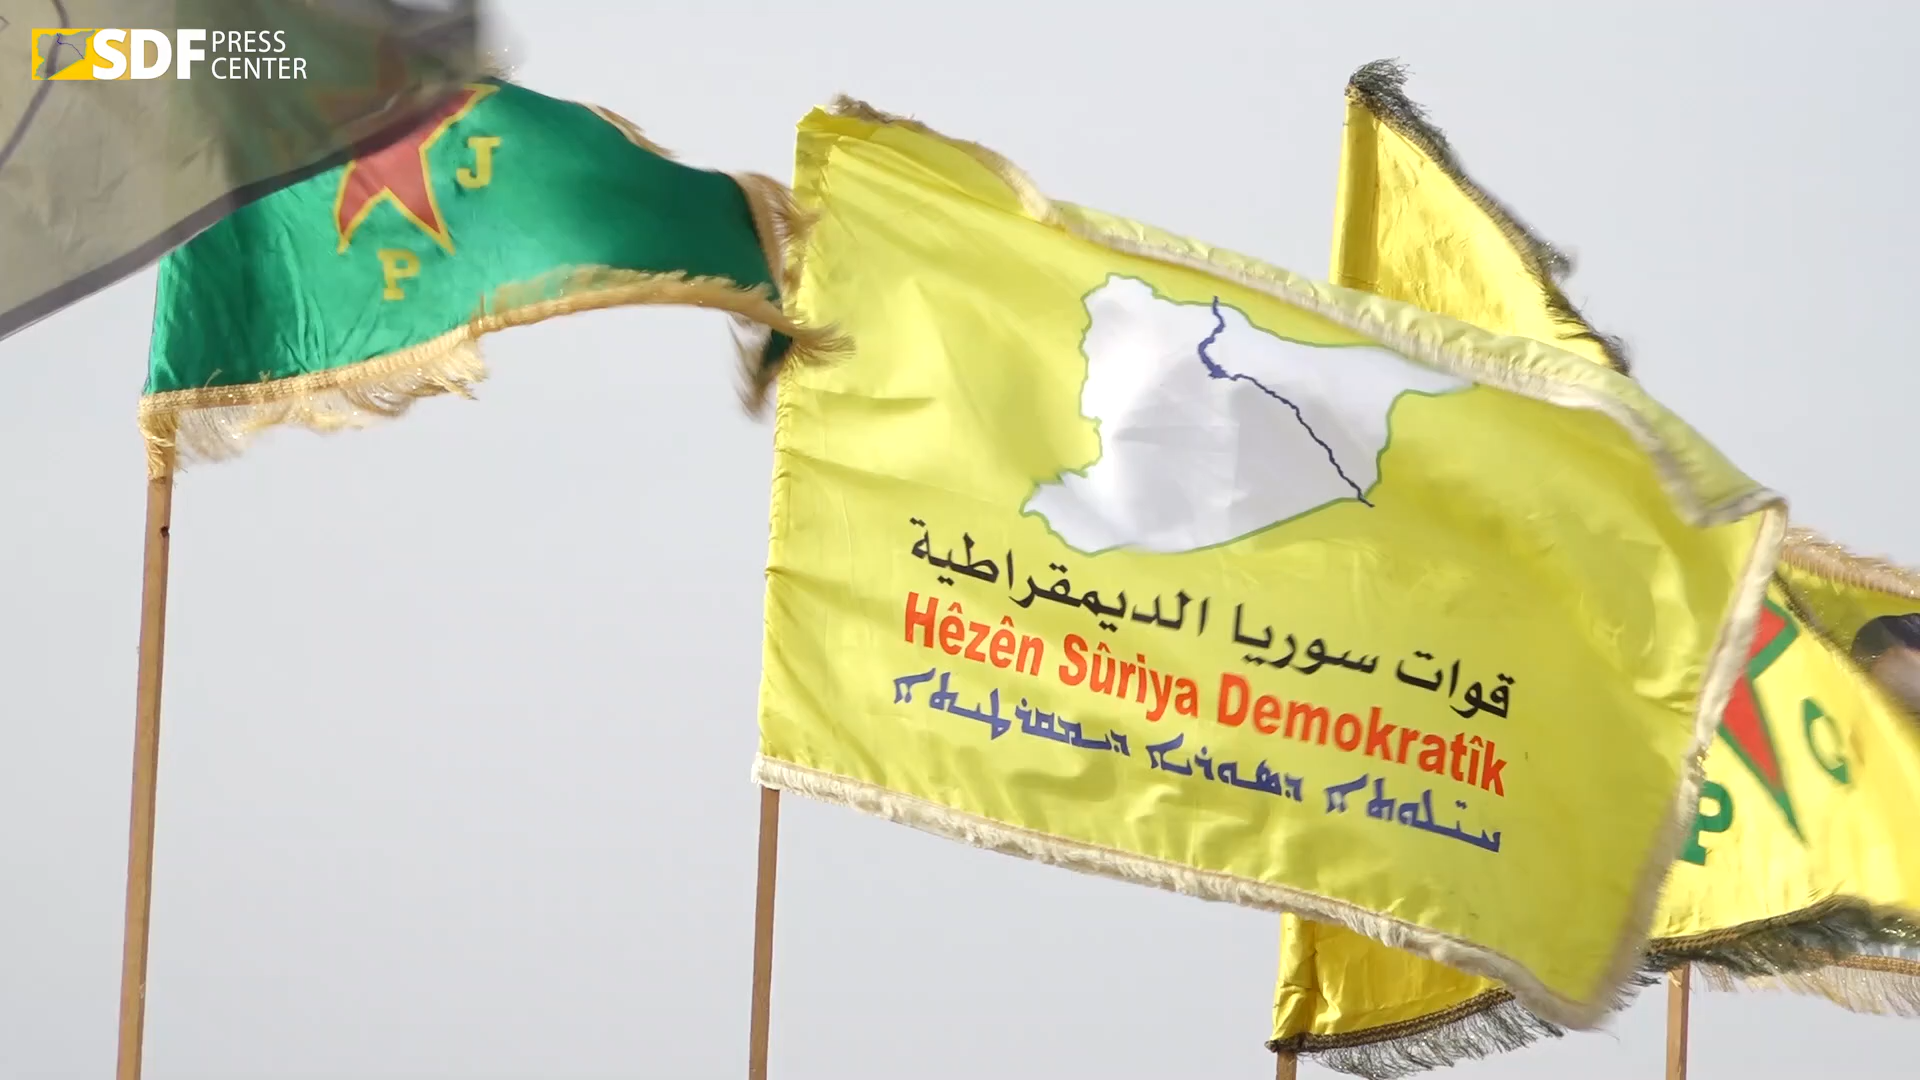 SDF PRESS
CENTER
J
P
قوات سوريا الديمقراطية
Hêzên Sûriya Demokratîk
P G